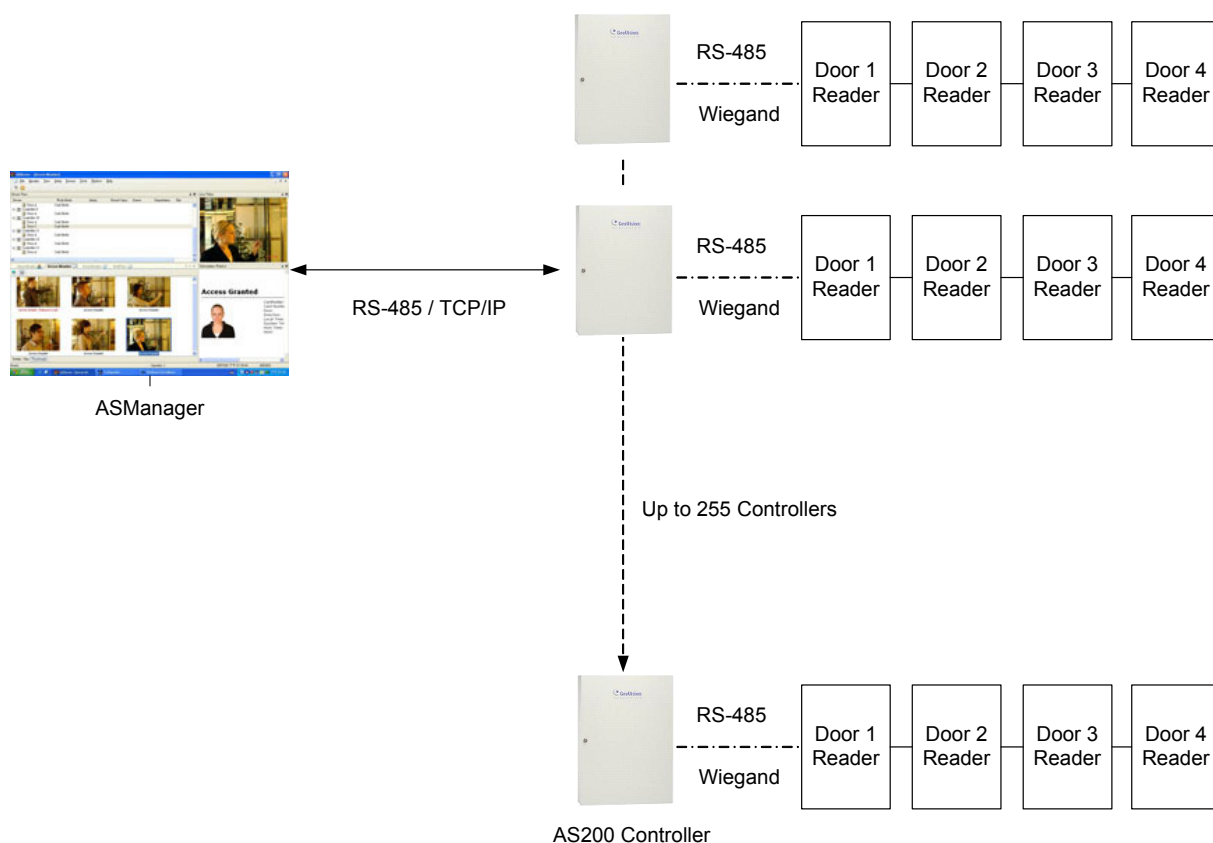 GeoVision
RS-485
Wiegand
Door 1
Reader
Door 2
Reader
Door 3
Reader
Door 4
Reader
GeoVision
RS-485
Wiegand
Door 1
Reader
Door 2
Reader
Door 3
Reader
Door 4
Reader
Access Granted
RS-485 / TCP/IP
ASManager
Up to 255 Controllers
GeoVision
RS-485
Wiegand
Door 1
Reader
Door 2
Reader
Door 3
Reader
Door 4
Reader
AS200 Controller